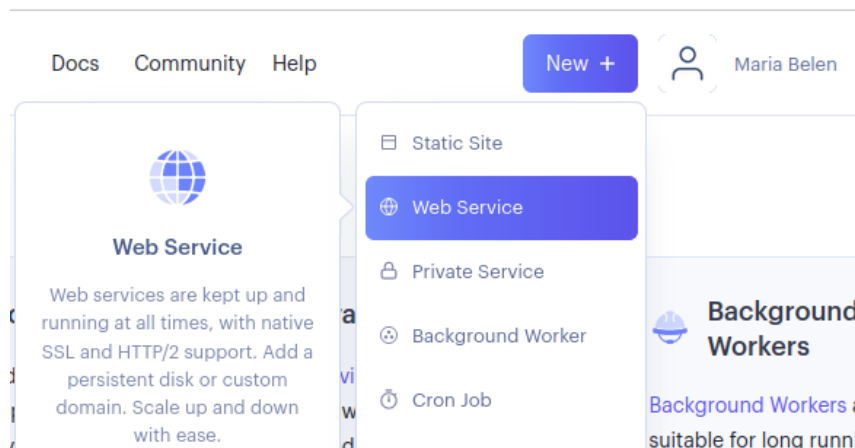 Docs Community Help New + Maria Belen
Web Service
Web services are kept up and
running at all times, with native
SSL and HTTP/2 support. Add a
persistent disk or custom
domain. Scale up and down
with ease.
Static Site
Web Service
Private Service
Background Worker
Cron Job
Background
Workers
Background Workers
suitable for long runn